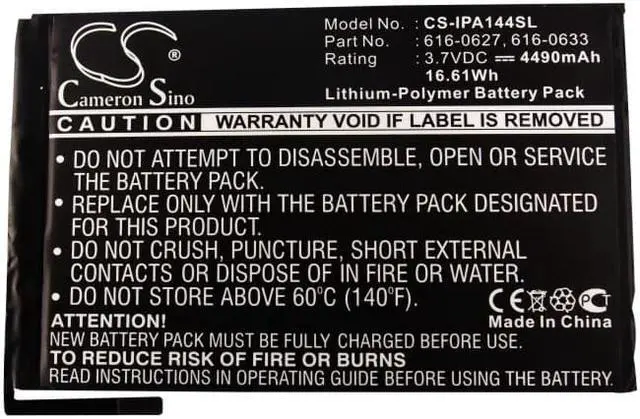 CS
Cameron Sino
Model No.: CS-IPA144SL
Part No. : 616-0627, 616-0633
Rating : 3.7VDC ⎓ 4490mAh
16.61Wh
Lithium-Polymer Battery Pack
CAUTION WARRANTY VOID IF LABEL IS REMOVED
• DO NOT ATTEMPT TO DISASSEMBLE, OPEN OR SERVICE
THE BATTERY PACK.
• REPLACE ONLY WITH BATTERY PACK DESIGNATED
FOR THIS PRODUCT.
• DO NOT CRUSH, PUNCTURE, SHORT EXTERNAL
CONTACTS OR DISPOSE OF IN FIRE OR WATER.
• DO NOT STORE ABOVE 60°C (140°F).
CE PCT
Made In China
ATTENTION!
NEW BATTERY PACK MUST BE FULLY CHARGED BEFORE USE.
TO REDUCE RISK OF FIRE OR BURNS
READ INSTRUCTIONS IN DEVICE OPERATING GUIDE BEFORE BATTERY USE.